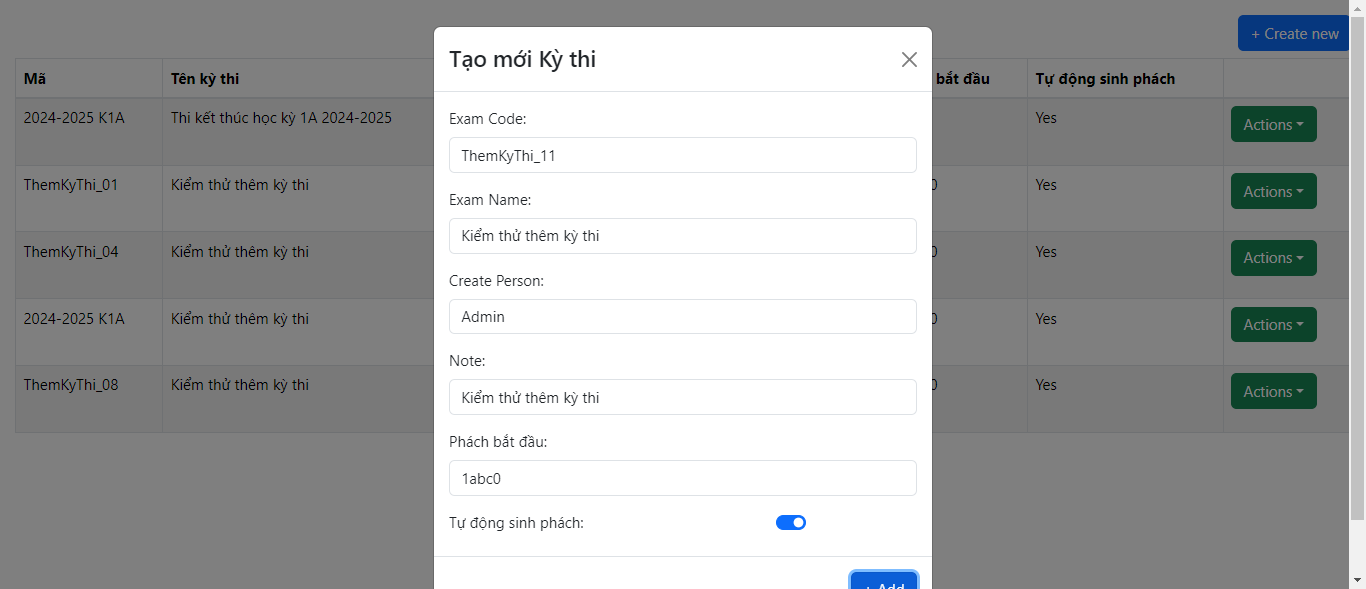 + Create new
Mã Tên kỳ thi bắt đầu Tự động sinh phách
2024-2025 K1A Thi kết thúc học kỳ 1A 2024-2025 Yes Actions
ThemKyThi_01 Kiểm thử thêm kỳ thi 0 Yes Actions
ThemKyThi_04 Kiểm thử thêm kỳ thi 0 Yes Actions
2024-2025 K1A Kiểm thử thêm kỳ thi 0 Yes Actions
ThemKyThi_08 Kiểm thử thêm kỳ thi 0 Yes Actions
Tạo mới Kỳ thi
Exam Code:
ThemKyThi_11
Exam Name:
Kiểm thử thêm kỳ thi
Create Person:
Admin
Note:
Kiểm thử thêm kỳ thi
Phách bắt đầu:
1abc0
Tự động sinh phách:
+ Add